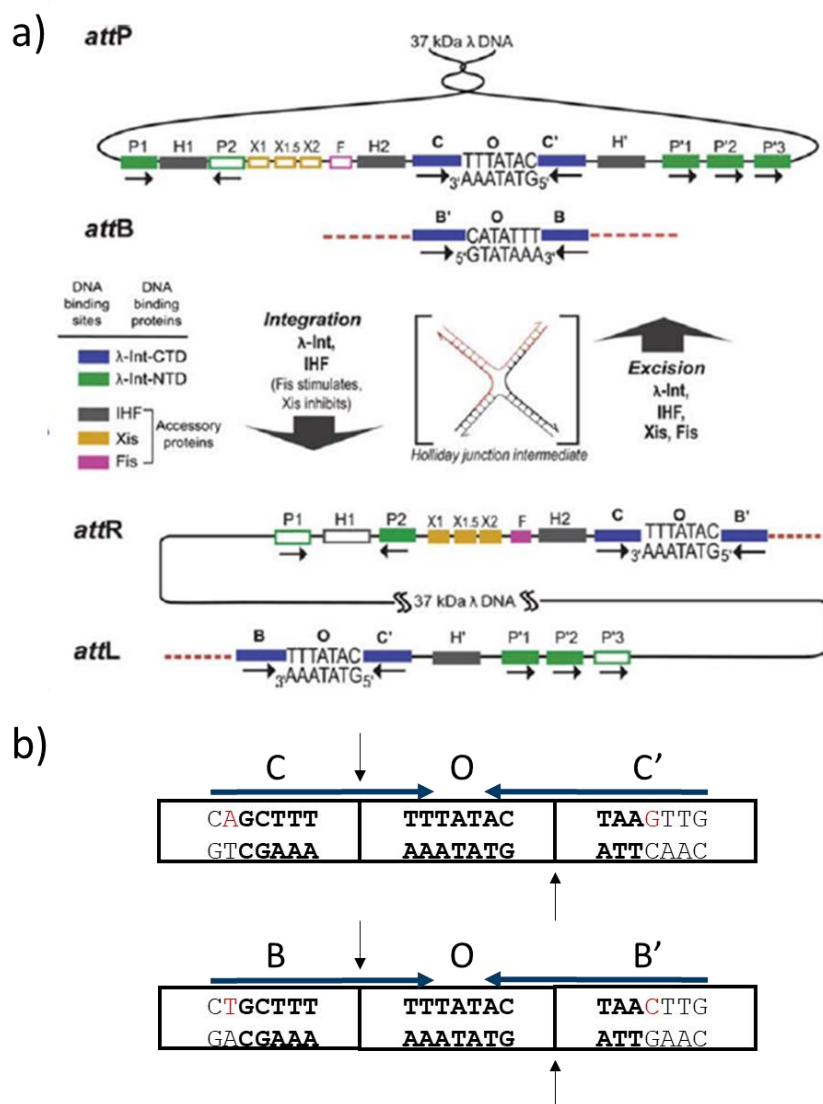 a)
attP
37 kDa λ DNA
P1 H1 P2 X1 X1.5 X2 F H2 C O C' H' P'1 P'2 P'3
TTTATAC
3'AAATATG5'
attB
B' O B
CATATTT
5'GTATAAA3'
DNA binding sites
DNA binding proteins
λ-Int-CTD
λ-Int-NTD
IHF
Xis
Fis
Accessory proteins
Integration
λ-Int,
IHF
(Fis stimulates,
Xis inhibits)
Holliday junction intermediate
Excision
λ-Int,
IHF,
Xis, Fis
attR
P1 H1 P2 X1 X1.5 X2 F H2 C O B'
TTTATAC
3'AAATATG5'
37 kDa λ DNA
attL
B O C' H' P'1 P'2 P'3
TTTATAC
3'AAATATG5'
b)
C O C’
CAGCTTT TTTATAC TAAGTTG
GTCGAAA AAATATG ATTCAAC
B O B’
CTGCTTT TTTATAC TAACTTG
GACGAAA AAATATG ATTGAAC